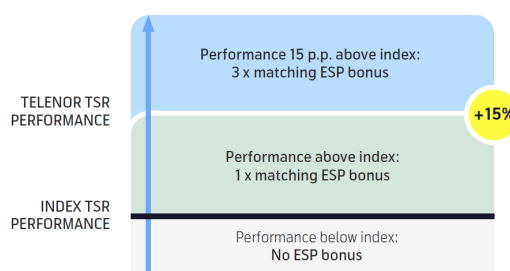 Performance 15 p.p. above index:
3 x matching ESP bonus
TELENOR TSR
PERFORMANCE
+15%
Performance above index:
1 x matching ESP bonus
INDEX TSR
PERFORMANCE
Performance below index:
No ESP bonus